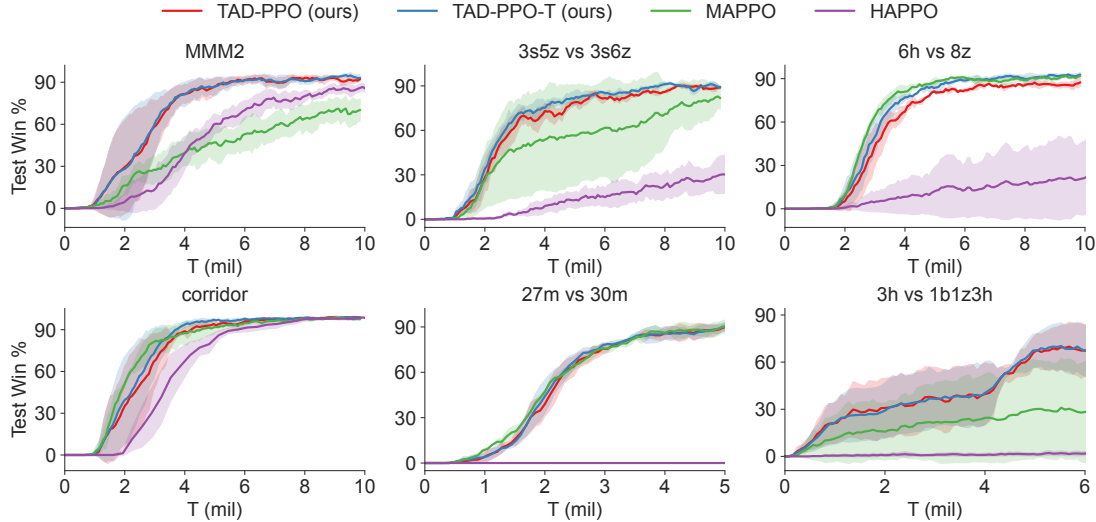 TAD-PPO (ours) TAD-PPO-T (ours) MAPPO HAPPO
MMM2 3s5z vs 3s6z 6h vs 8z
Test Win %
90
60
30
0
0 2 4 6 8 10
T (mil)
90
60
30
0
0 2 4 6 8 10
T (mil)
90
60
30
0
0 2 4 6 8 10
T (mil)
corridor 27m vs 30m 3h vs 1b1z3h
Test Win %
90
60
30
0
0 2 4 6 8 10
T (mil)
90
60
30
0
0 1 2 3 4 5
T (mil)
90
60
30
0
0 2 4 6
T (mil)